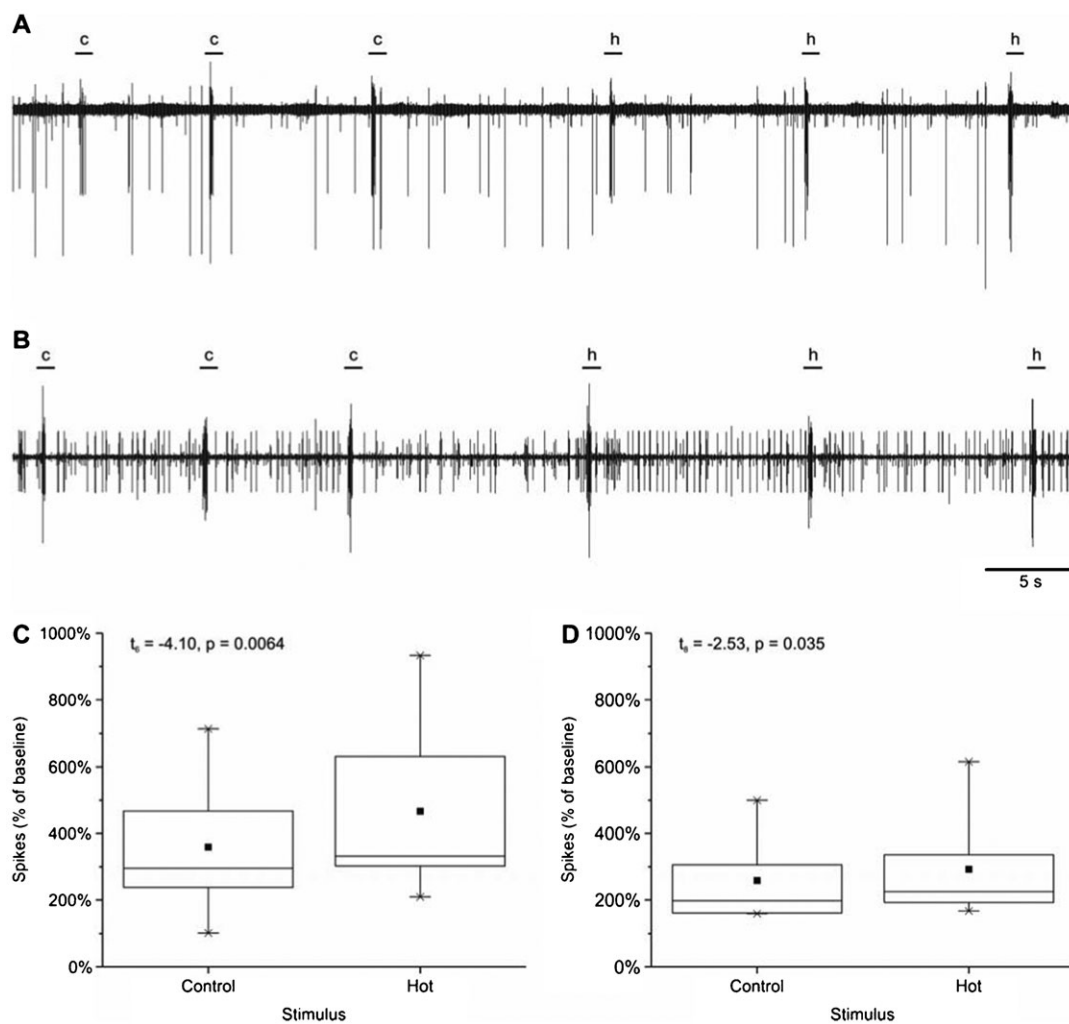 A
c c c h h h
B
c c c h h h
5 s
C
t₆ = -4.10, p = 0.0064
1000%
800%
600%
400%
200%
0%
Spikes (% of baseline)
Control Hot
Stimulus
D
t₈ = -2.53, p = 0.035
1000%
800%
600%
400%
200%
0%
Spikes (% of baseline)
Control Hot
Stimulus